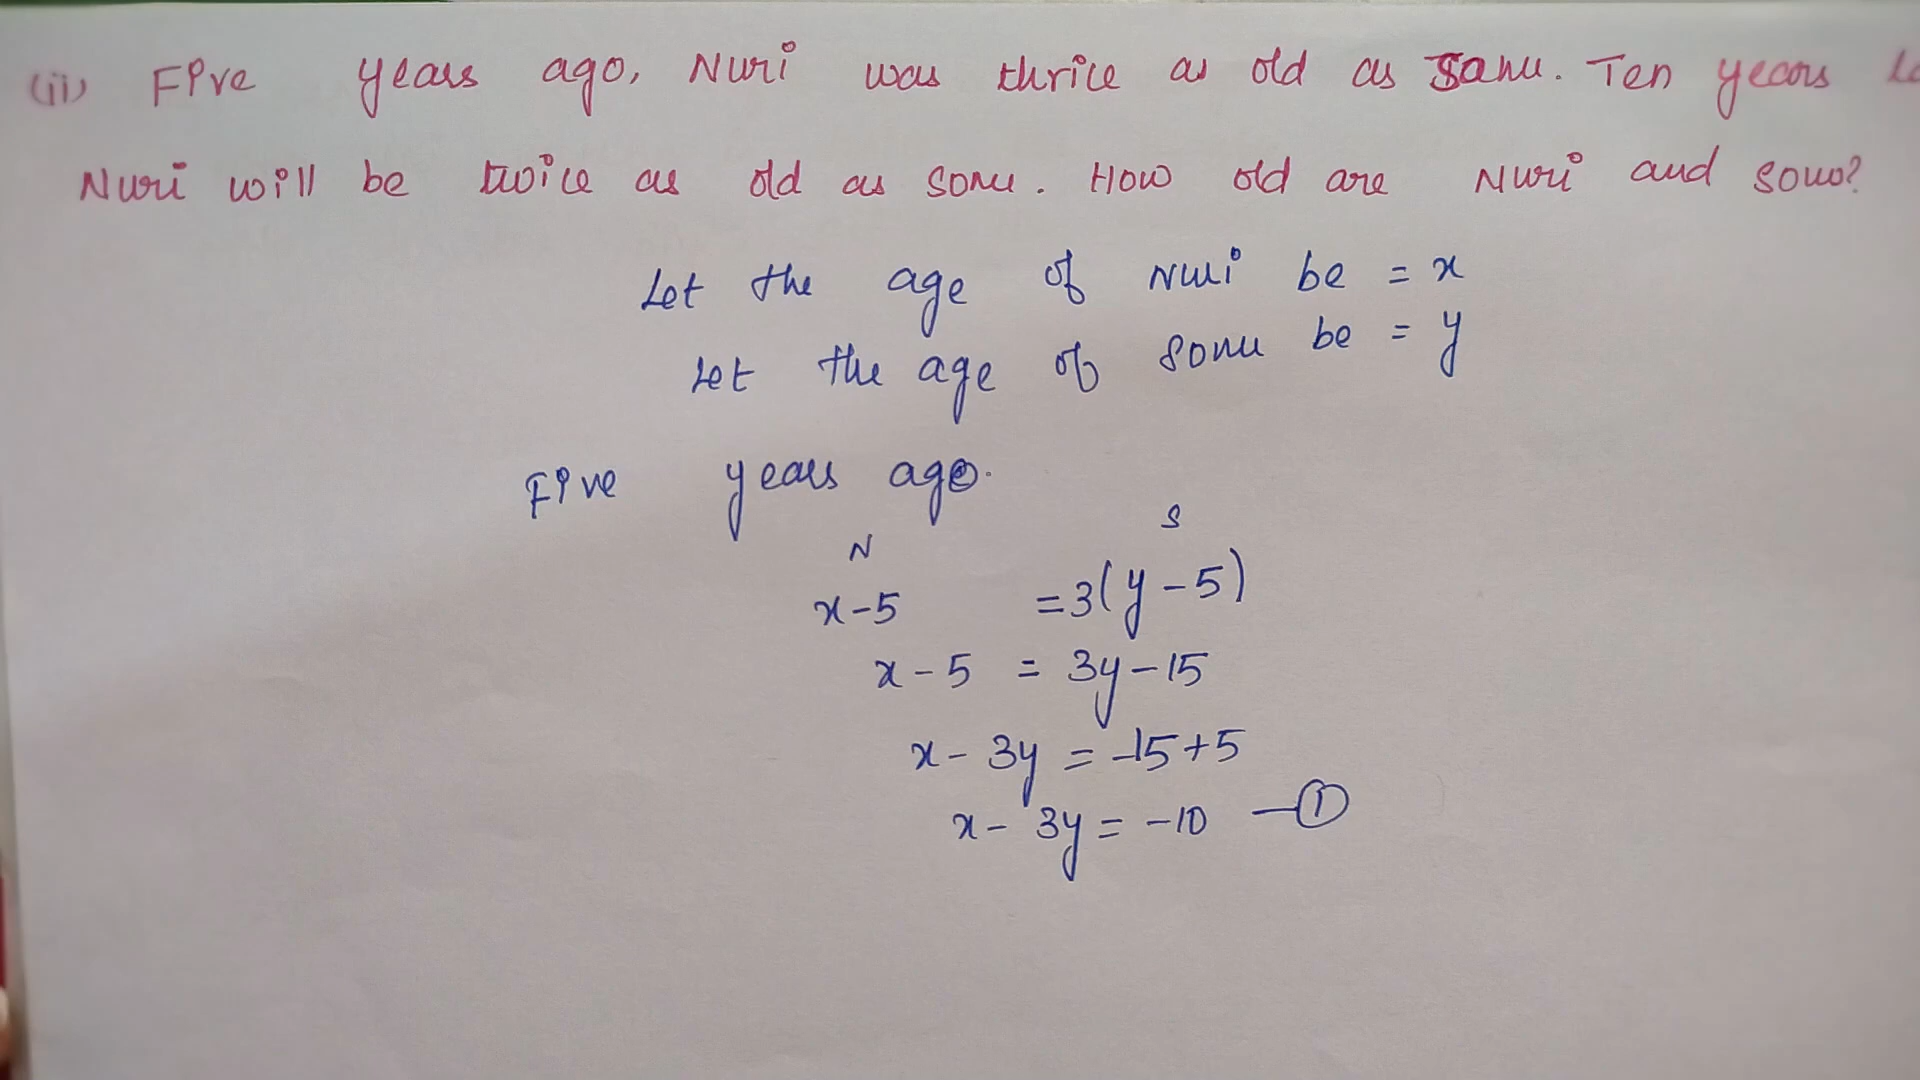 (ii) Five years ago, Nuri was thrice as old as Sonu. Ten years
Nuri will be twice as old as sonu. How old are Nuri and sonu?
Let the age of Nuri be = x
Let the age of sonu be = y
Five years ago.
N S
x-5 =3(y-5)
x-5 = 3y-15
x-3y = -15+5
x-3y = -10 —①